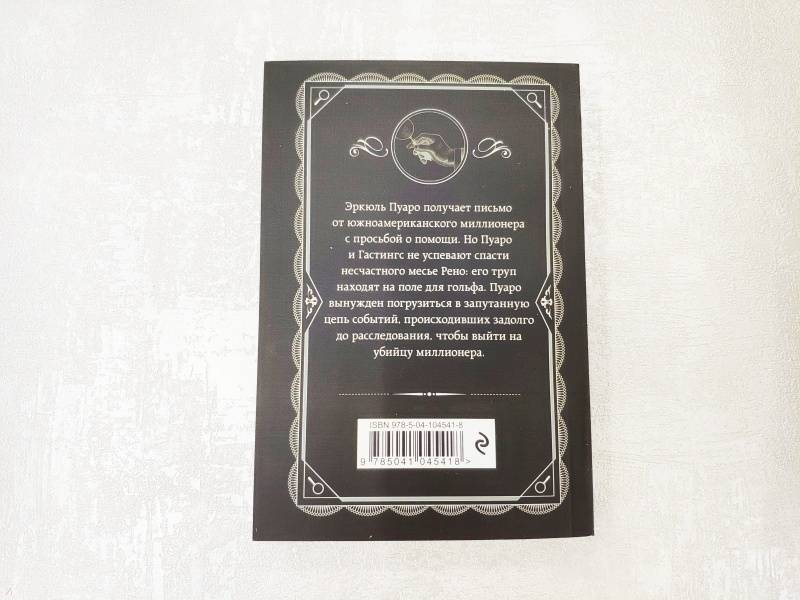 Эркюль Пуаро получает письмо
от южноамериканского миллионера
с просьбой о помощи. Но Пуаро
и Гастингс не успевают спасти
несчастного месье Рено: его труп
находят на поле для гольфа. Пуаро
вынужден погрузиться в запутанную
цепь событий, происходивших задолго
до расследования, чтобы выйти на
убийцу миллионера.
ISBN 978-5-04-104541-8
9 785041 045418 >